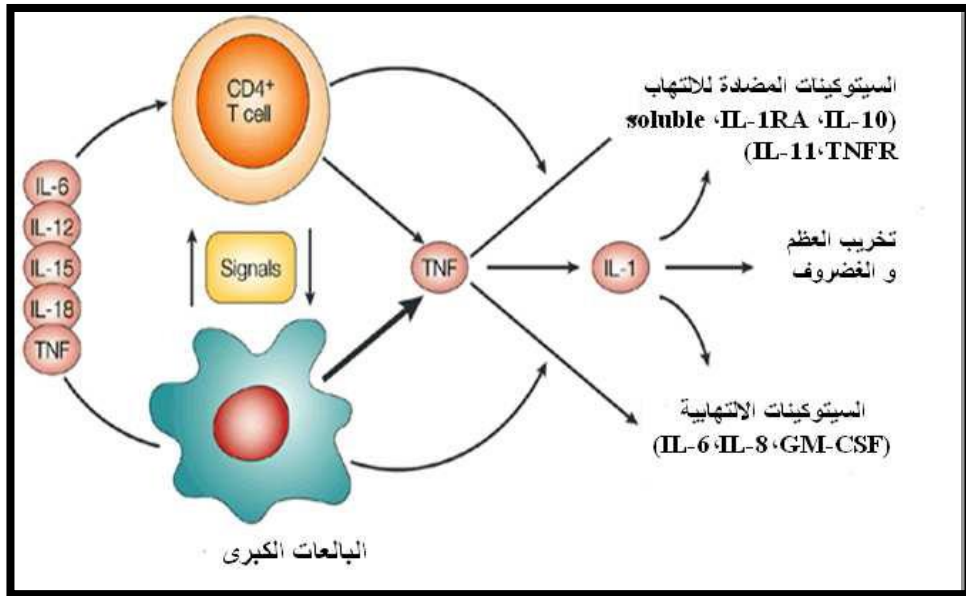 CD4+
T cell
IL-6
IL-12
IL-15
IL-18
TNF
Signals
TNF
IL-1
السيتوكينات المضادة للالتهاب
(IL-10، IL-1RA، soluble
TNFR،IL-11)
تخريب العظم
و الغضروف
السيتوكينات الالتهابية
(IL-6،IL-8،GM-CSF)
البالعات الكبرى